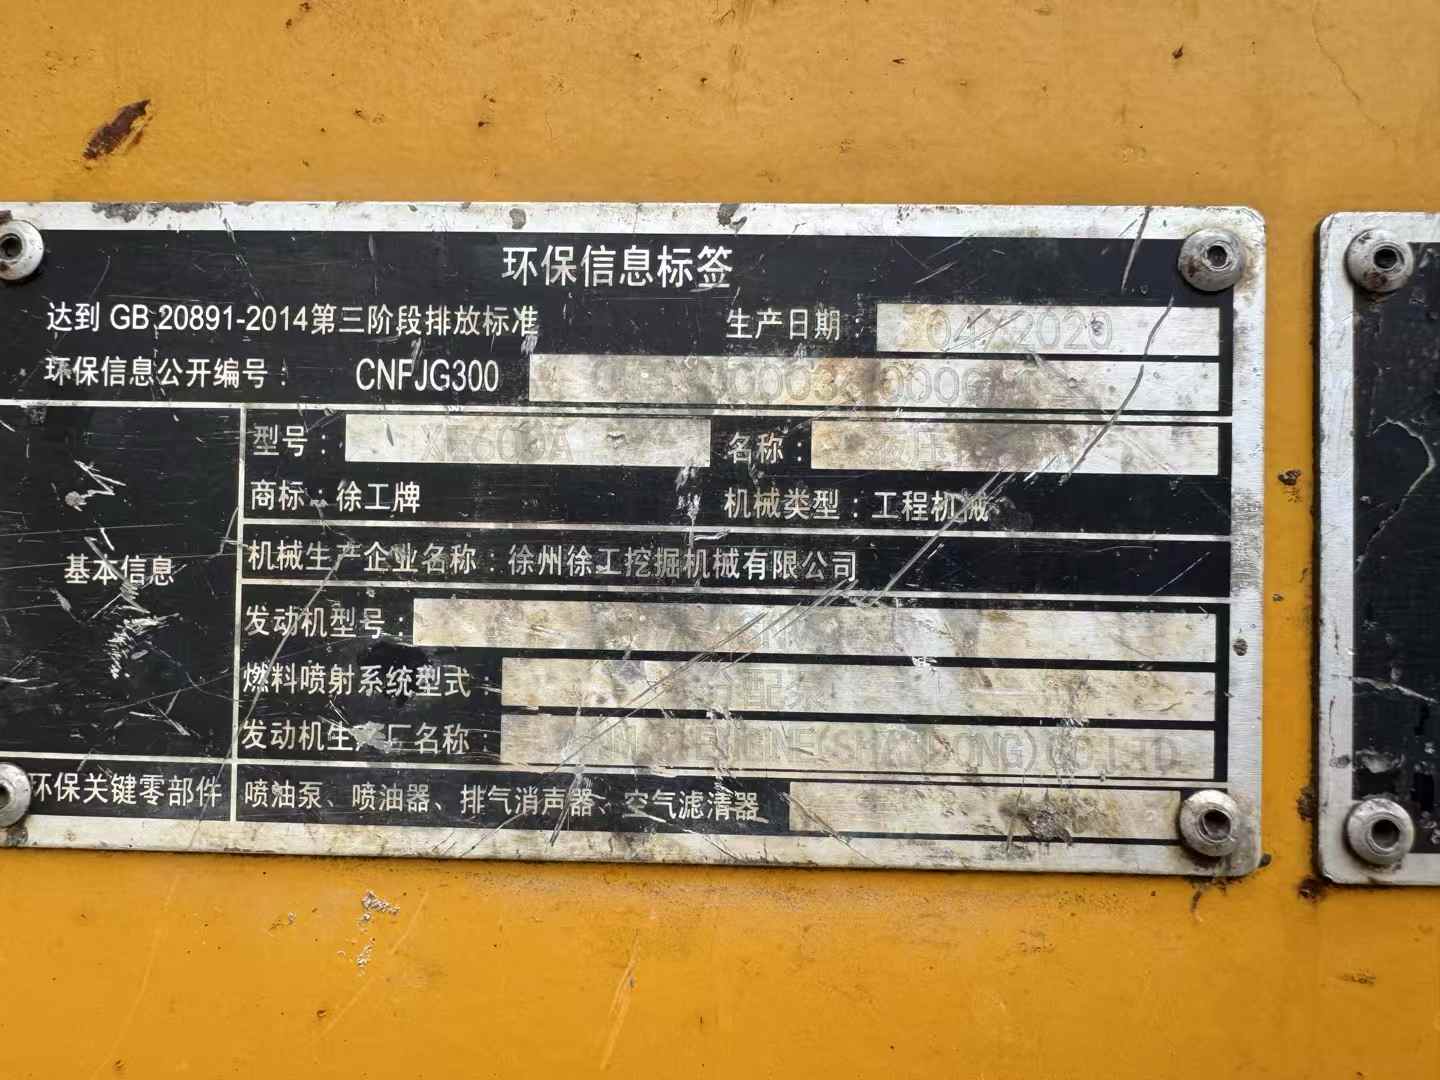 环保信息标签
达到 GB 20891-2014第三阶段排放标准 生产日期： 04/2020
环保信息公开编号： CNFJG300
基本信息
型号： 名称：
商标：徐工牌 机械类型：工程机械
机械生产企业名称：徐州徐工挖掘机械有限公司
发动机型号：
燃料喷射系统型式：
发动机生产厂名称： CO.LTD
环保关键零部件 喷油泵、喷油器、排气消声器、空气滤清器